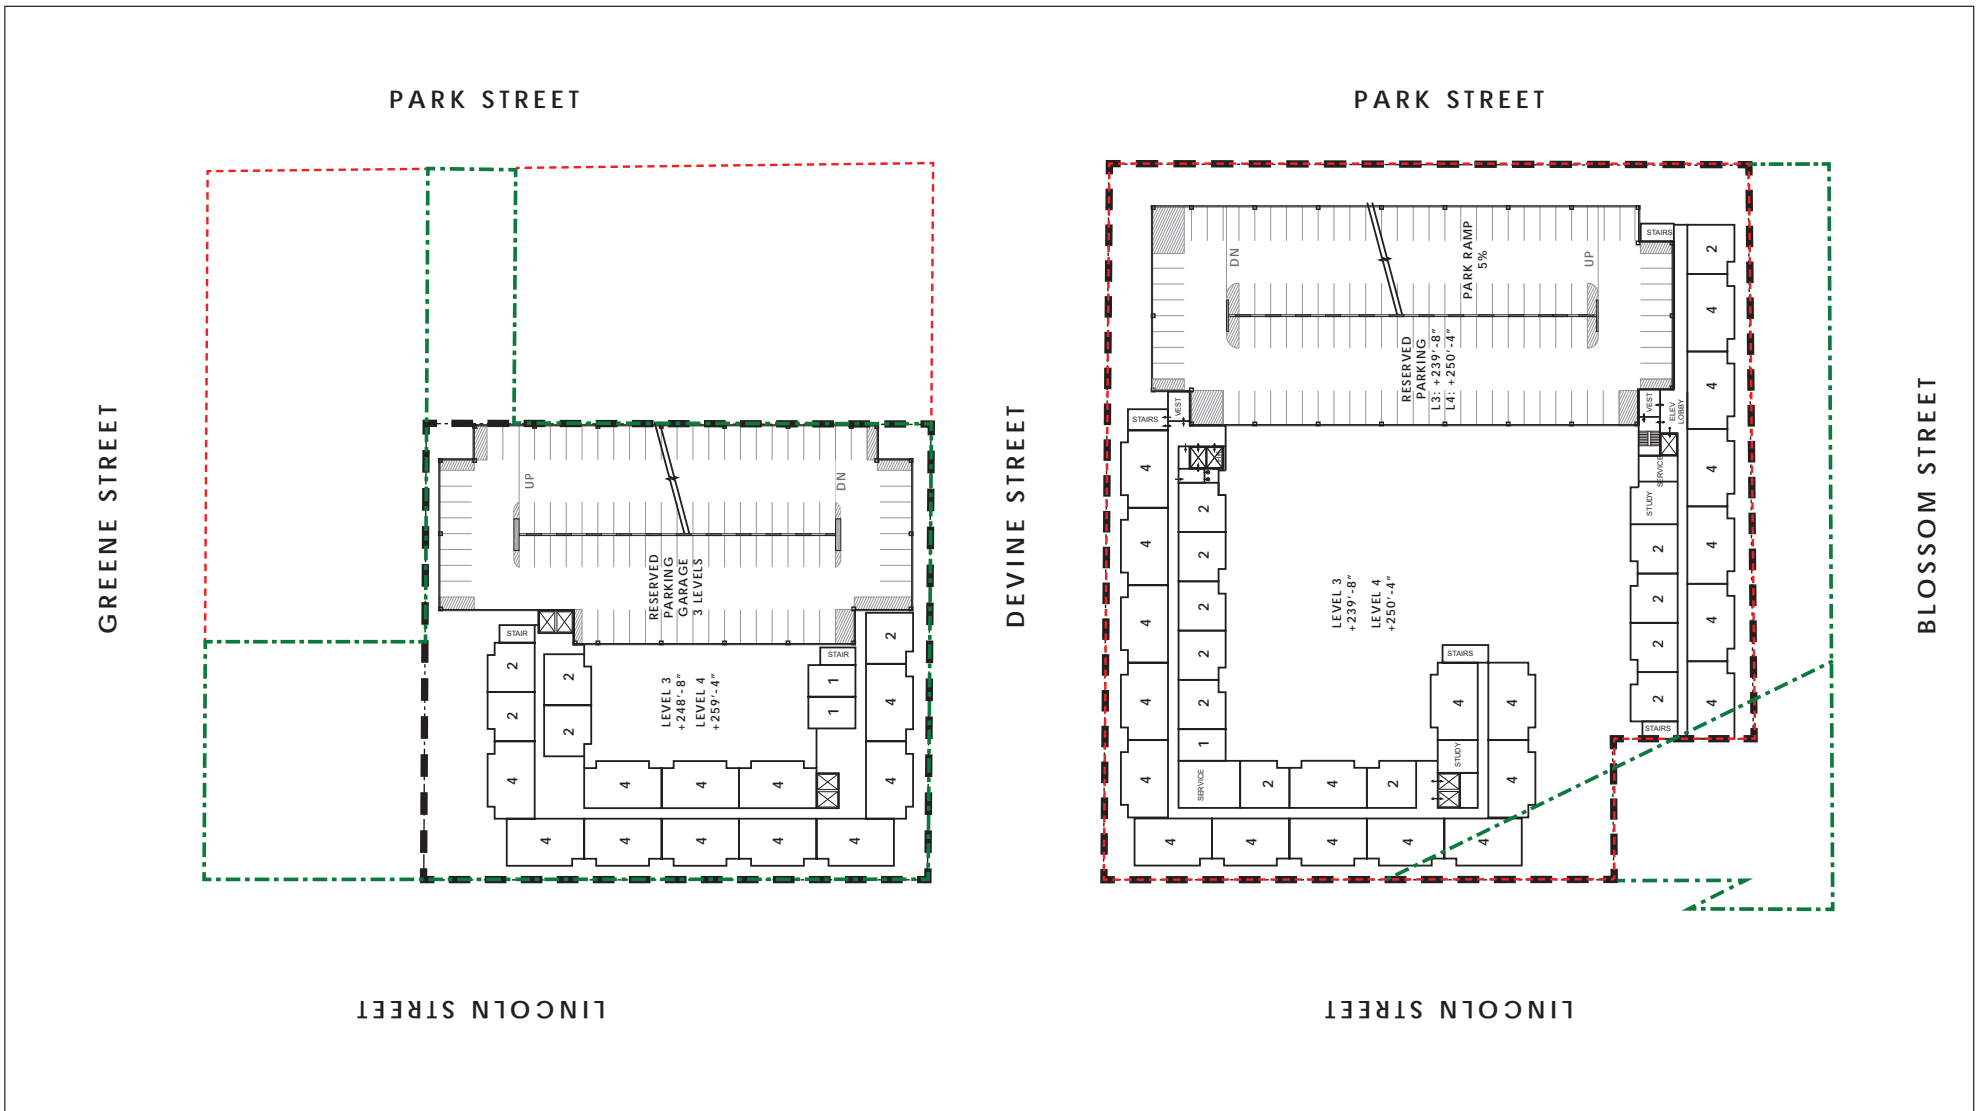 PARK STREET
PARK STREET
GREENE STREET
DEVINE STREET
BLOSSOM STREET
LINCOLN STREET
LINCOLN STREET
UP
DN
RESERVED
PARKING
GARAGE
3 LEVELS
STAIR
STAIR
2
2
4
2
2
LEVEL 3
+248'-8"
LEVEL 4
+259'-4"
1
1
2
4
4
4
4
4
4
4
4
4
4
DN
UP
PARK RAMP
5%
RESERVED
PARKING
L3: +239'-8"
L4: +250'-4"
STAIRS
VEST
STAIRS
VEST
ELEV
LOBBY
SERVICE
STUDY
2
4
4
4
4
4
4
2
2
2
2
STAIRS
4
4
4
4
4
2
2
2
2
2
1
LEVEL 3
+239'-8"
LEVEL 4
+250'-4"
STAIRS
4
4
STUDY
4
SERVICE
2
4
2
4
4
4
4
4